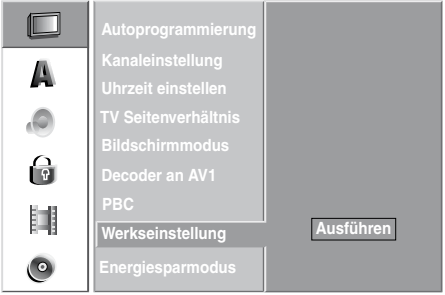 Autoprogrammierung
Kanaleinstellung
Uhrzeit einstellen
TV Seitenverhältnis
Bildschirmmodus
Decoder an AV1
PBC
Werkseinstellung
Ausführen
Energiesparmodus